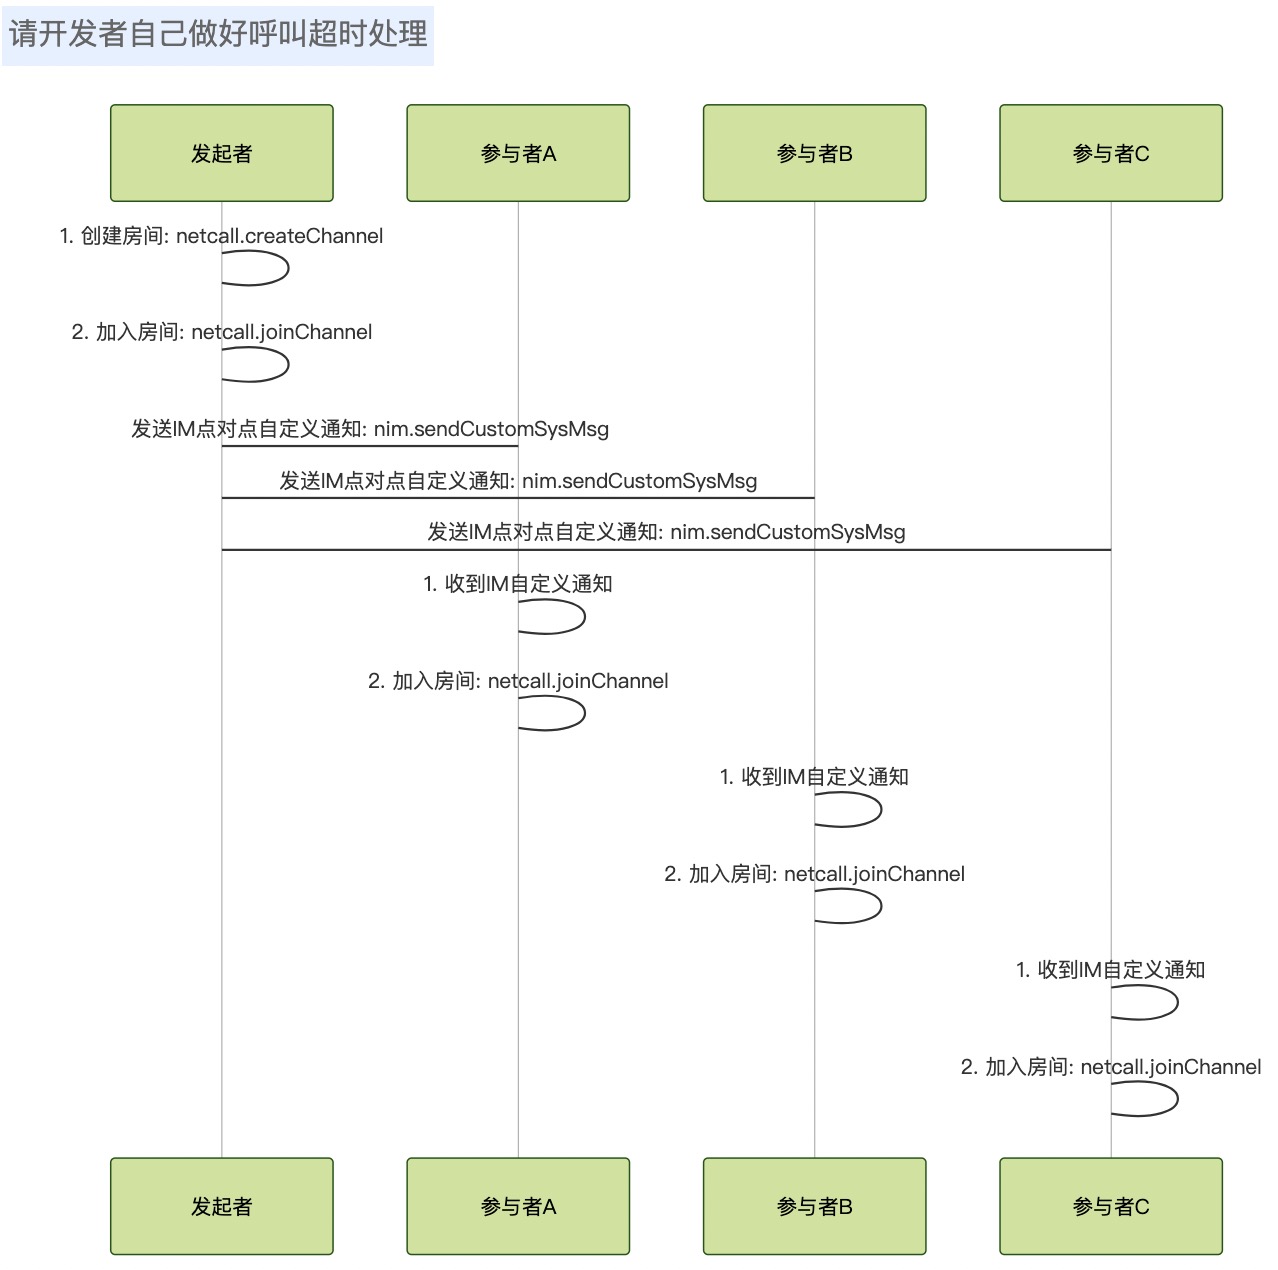 请开发者自己做好呼叫超时处理
发起者 参与者A 参与者B 参与者C
1. 创建房间: netcall.createChannel
2. 加入房间: netcall.joinChannel
发送IM点对点自定义通知: nim.sendCustomSysMsg
发送IM点对点自定义通知: nim.sendCustomSysMsg
发送IM点对点自定义通知: nim.sendCustomSysMsg
1. 收到IM自定义通知
2. 加入房间: netcall.joinChannel
1. 收到IM自定义通知
2. 加入房间: netcall.joinChannel
1. 收到IM自定义通知
2. 加入房间: netcall.joinChannel
发起者 参与者A 参与者B 参与者C